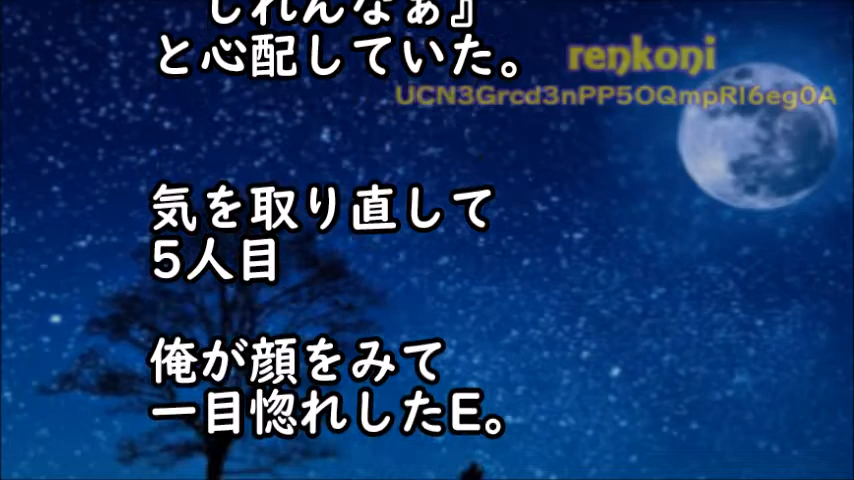 しれんなぁ』
と心配していた。
renkoni
UCN3Grcd3nPP5OQmpRI6eg0A
気を取り直して
5人目
俺が顔をみて
一目惚れしたE。